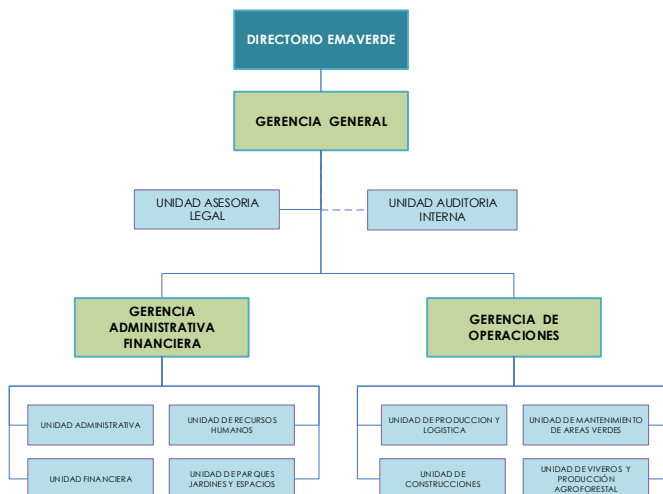 DIRECTORIO EMAVERDE
GERENCIA GENERAL
UNIDAD ASESORIA
LEGAL
UNIDAD AUDITORIA
INTERNA
GERENCIA
ADMINISTRATIVA
FINANCIERA
GERENCIA DE
OPERACIONES
UNIDAD ADMINISTRATIVA
UNIDAD DE RECURSOS
HUMANOS
UNIDAD DE PRODUCCION Y
LOGISTICA
UNIDAD DE MANTENIMIENTO
DE AREAS VERDES
UNIDAD FINANCIERA
UNIDAD DE PARQUES
JARDINES Y ESPACIOS
UNIDAD DE
CONSTRUCCIONES
UNIDAD DE VIVEROS Y
PRODUCCIÓN
AGROFORESTAL